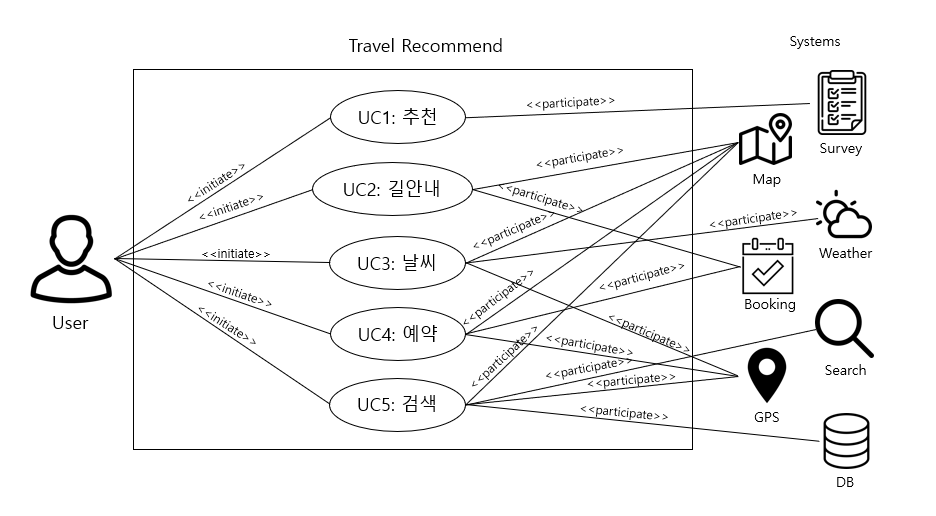 Travel Recommend
Systems
UC1: 추천
<<participate>>
Survey
<<initiate>>
UC2: 길안내
<<participate>>
<<participate>>
Map
<<initiate>>
UC3: 날씨
<<participate>>
<<participate>>
Weather
<<initiate>>
User
UC4: 예약
<<participate>>
<<participate>>
<<participate>>
<<participate>>
Booking
<<initiate>>
UC5: 검색
<<participate>>
<<participate>>
<<participate>>
<<participate>>
Search
<<initiate>>
GPS
<<participate>>
DB